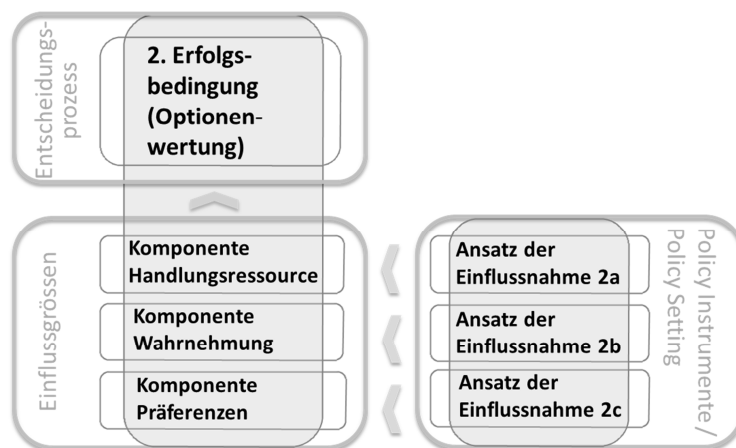 Entscheidungs-
prozess
2. Erfolgs-
bedingung
(Optionen-
wertung)
Einflussgrössen
Komponente
Handlungsressource
Komponente
Wahrnehmung
Komponente
Präferenzen
Ansatz der
Einflussnahme 2a
Ansatz der
Einflussnahme 2b
Ansatz der
Einflussnahme 2c
Policy Instrumente /
Policy Setting